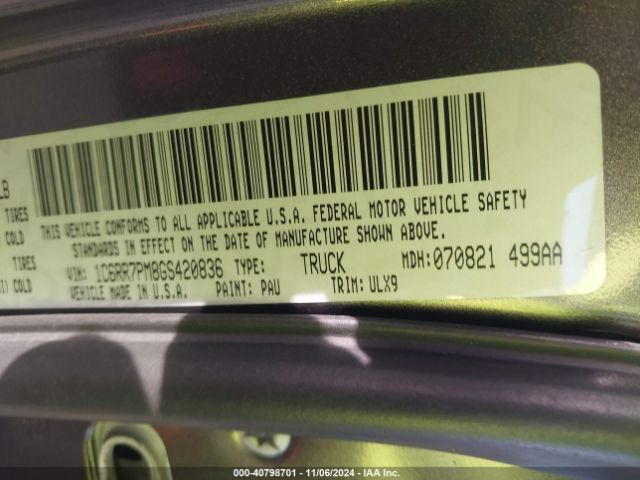 LB
TIRES
COLD
TIRES
COLD
THIS VEHICLE CONFORMS TO ALL APPLICABLE U.S.A. FEDERAL MOTOR VEHICLE SAFETY
STANDARDS IN EFFECT ON THE DATE OF MANUFACTURE SHOWN ABOVE.
VIN: 1C6RR7PM8GS420836 TYPE: TRUCK MDH: 070821 499AA
VEHICLE MADE IN U.S.A. PAINT: PAU TRIM: ULX9
000-40798701 - 11/06/2024 - IAA Inc.